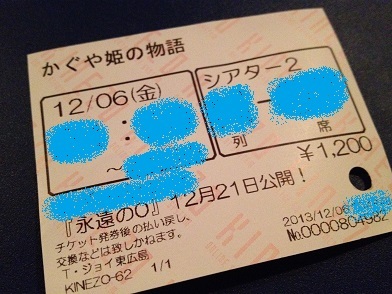 かぐや姫の物語
12/06(金)
:
~
シアター2
列 - 席
¥1,200
『永遠の0』12月21日公開!
チケット発券後の払い戻し、
交換などは致しかねます。
T・ジョイ東広島
KINEZO-62 1/1
2013/12/06